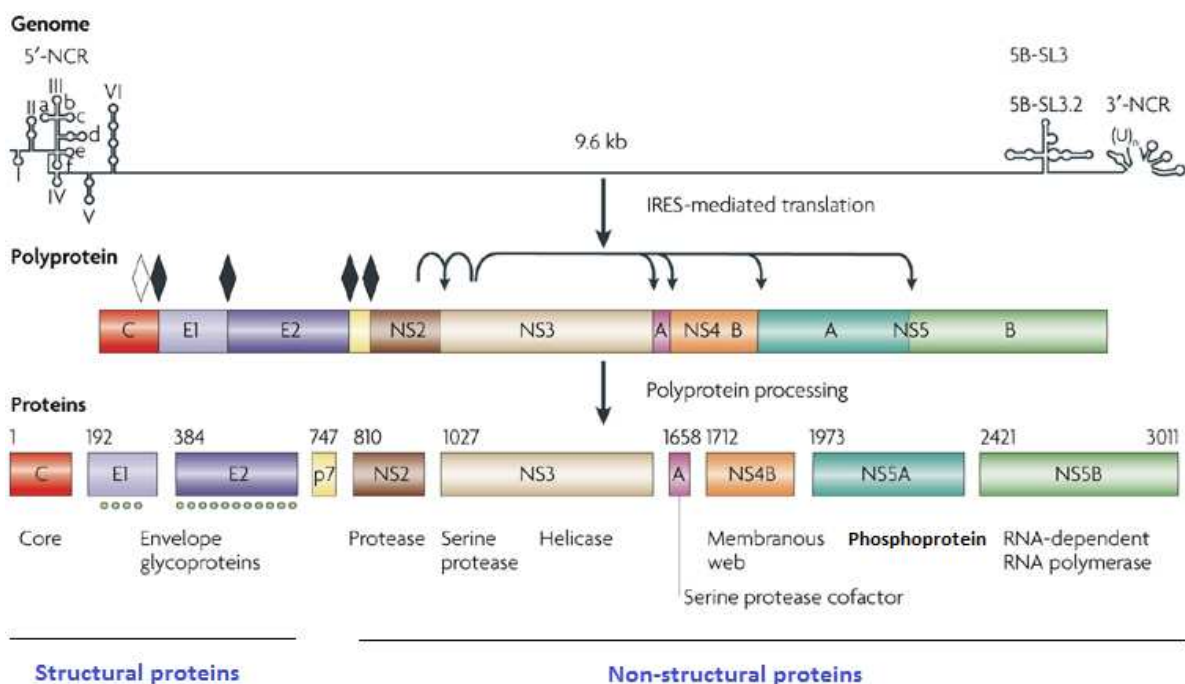 Genome
5′-NCR
5B-SL3
III
VI
II
a
b
c
d
e
f
I
IV
V
5B-SL3.2
3′-NCR
(U)n
9.6 kb
IRES-mediated translation
Polyprotein
C E1 E2 NS2 NS3 A NS4 B A NS5 B
Polyprotein processing
Proteins
1 192 384 747 810 1027 1658 1712 1973 2421 3011
C E1 E2 p7 NS2 NS3 A NS4B NS5A NS5B
Core
Envelope
glycoproteins
Protease
Serine
protease
Helicase
Membranous
web
Phosphoprotein
RNA-dependent
RNA polymerase
Serine protease cofactor
Structural proteins
Non-structural proteins